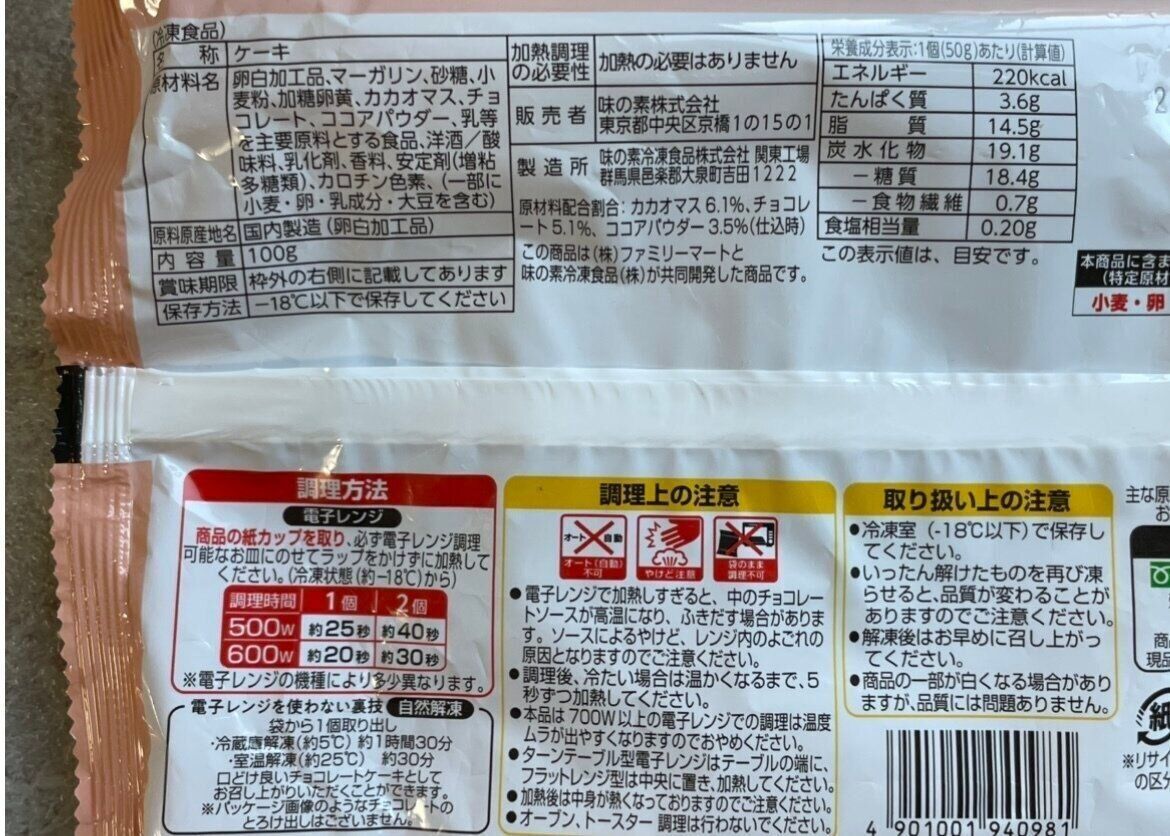 (冷凍食品)
名 称 ケーキ
原材料名 卵白加工品、マーガリン、砂糖、小
麦粉、加糖卵黄、カカオマス、チョ
コレート、ココアパウダー、乳等
を主要原料とする食品、洋酒／酸
味料、乳化剤、香料、安定剤(増粘
多糖類)、カロチン色素、(一部に
小麦・卵・乳成分・大豆を含む)
原料原産地名 国内製造(卵白加工品)
内容量 100g
賞味期限 枠外の右側に記載してあります
保存方法 −18℃以下で保存してください
加熱調理
の必要性 加熱の必要はありません
販売者 味の素株式会社
東京都中央区京橋1の15の1
製造所 味の素冷凍食品株式会社 関東工場
群馬県邑楽郡大泉町吉田1222
原材料配合割合：カカオマス6.1%、チョコレ
ート5.1%、ココアパウダー3.5%(仕込時)
この商品は(株)ファミリーマートと
味の素冷凍食品(株)が共同開発した商品です。
栄養成分表示：1個(50g)あたり(計算値)
エネルギー 220kcal
たんぱく質 3.6g
脂質 14.5g
炭水化物 19.1g
−糖質 18.4g
−食物繊維 0.7g
食塩相当量 0.20g
この表示値は、目安です。
本商品に含ま
(特定原材
小麦・卵
調理方法
電子レンジ
商品の紙カップを取り、必ず電子レンジ調理
可能なお皿にのせてラップをかけずに加熱して
ください。(冷凍状態(約−18℃)から)
調理時間 1個 2個
500W 約25秒 約40秒
600W 約20秒 約30秒
※電子レンジの機種により多少異なります。
電子レンジを使わない裏技 自然解凍
袋から1個取り出し
・冷蔵庫解凍(約5℃) 約1時間30分
・室温解凍(約25℃) 約30分
口どけ良いチョコレートケーキとして
お召し上がりいただくことができます。
※パッケージ画像のようなチョコレートの
とろけ出しはございません。
調理上の注意
オート 自動
オート(自動)
不可
やけど注意
袋のまま
調理不可
●電子レンジで加熱しすぎると、中のチョコレー
トソースが高温になり、ふきだす場合がありま
す。ソースによるやけど、レンジ内のよごれの
原因となりますのでご注意ください。
●調理後、冷たい場合は温かくなるまで、5
秒ずつ加熱してください。
●本品は700W以上の電子レンジでの調理は温度
ムラが出やすくなりますのでおやめください。
●ターンテーブル型電子レンジはテーブルの端に、
フラットレンジ型は中央に置き、加熱してください。
●加熱後は中身が熱くなっておりますのでご注意ください。
●オーブン、トースター調理は行わないでください。
取り扱い上の注意
●冷凍室(-18℃以下)で保存し
てください。
●いったん解けたものを再び凍
らせると、品質が変わることが
ありますのでご注意ください。
●解凍後はお早めに召し上がっ
てください。
●商品の一部が白くなる場合があり
ますが、品質には問題ありません。
4 901001 940981
主な原
お
商
現品
紙
※リサイ
の区分